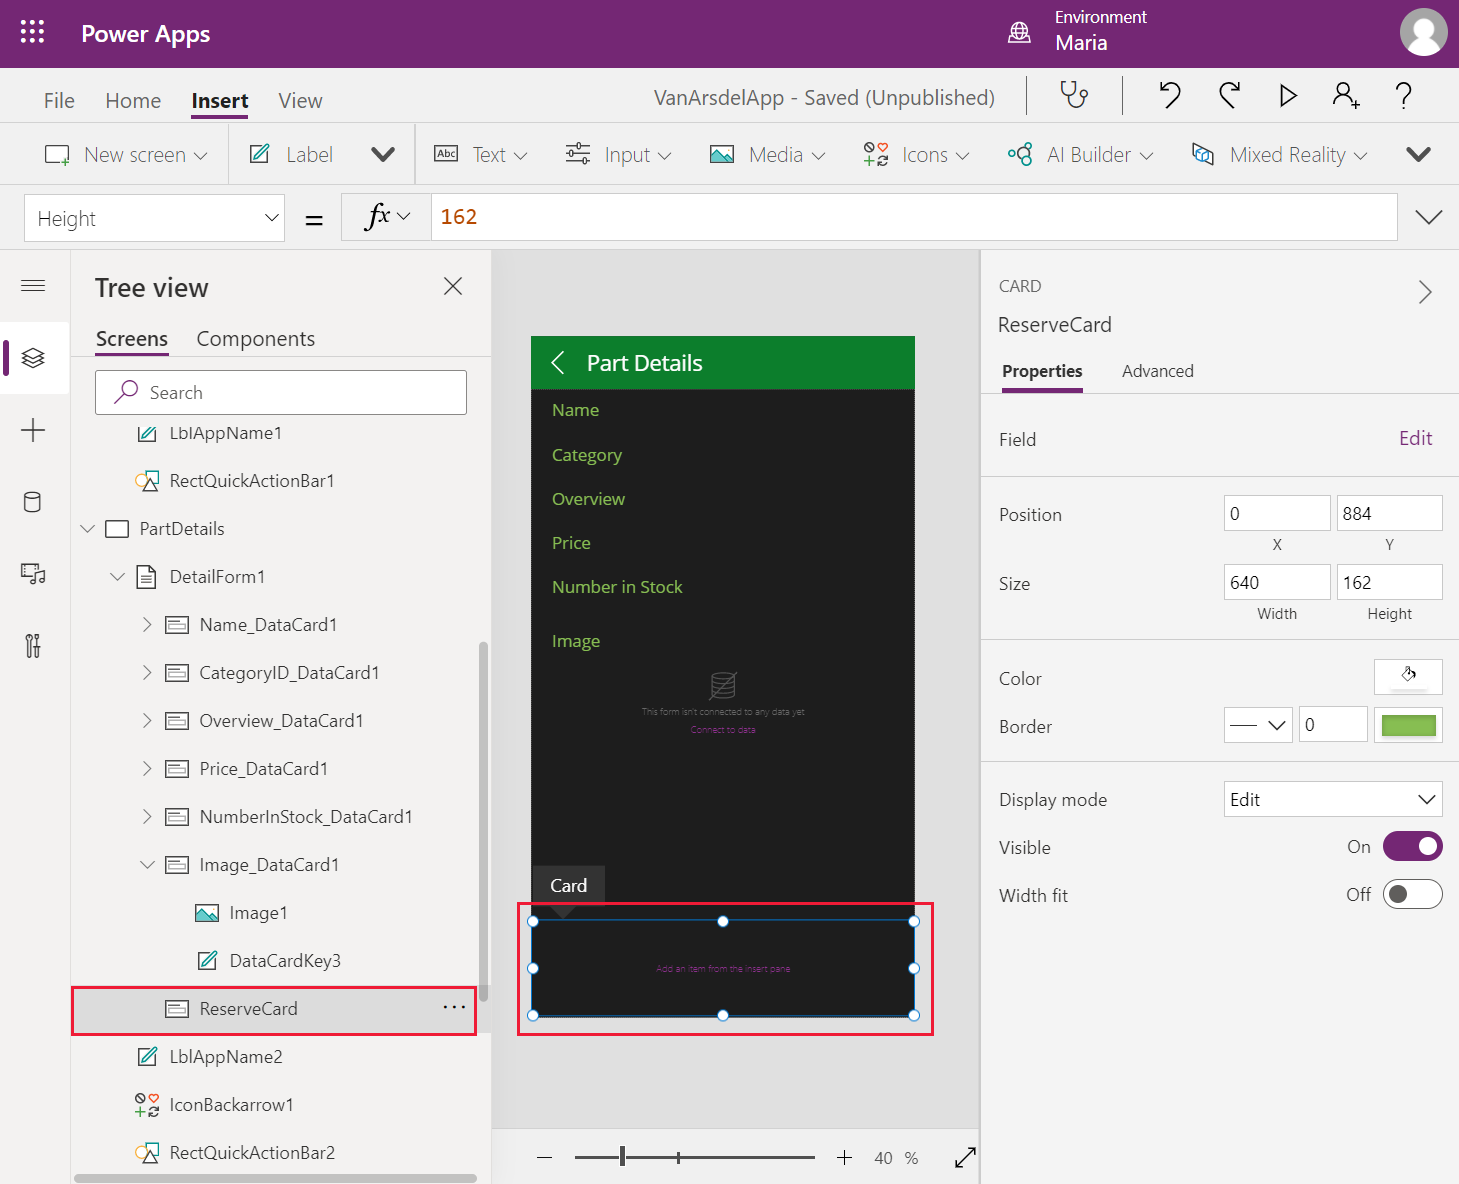 Power Apps
Environment
Maria
File Home Insert View
VanArsdelApp - Saved (Unpublished)
New screen Label Abc Text Input Media Icons AI Builder Mixed Reality
Height = fx 162
Tree view
Screens Components
Search
LblAppName1
RectQuickActionBar1
PartDetails
DetailForm1
Name_DataCard1
CategoryID_DataCard1
Overview_DataCard1
Price_DataCard1
NumberInStock_DataCard1
Image_DataCard1
Image1
DataCardKey3
ReserveCard ...
LblAppName2
IconBackarrow1
RectQuickActionBar2
Part Details
Name
Category
Overview
Price
Number in Stock
Image
This form isn't connected to any data yet
Connect to data
Card
Add an item from the insert pane
40 %
CARD
ReserveCard
Properties Advanced
Field Edit
Position 0 884
X Y
Size 640 162
Width Height
Color
Border 0
Display mode Edit
Visible On
Width fit Off